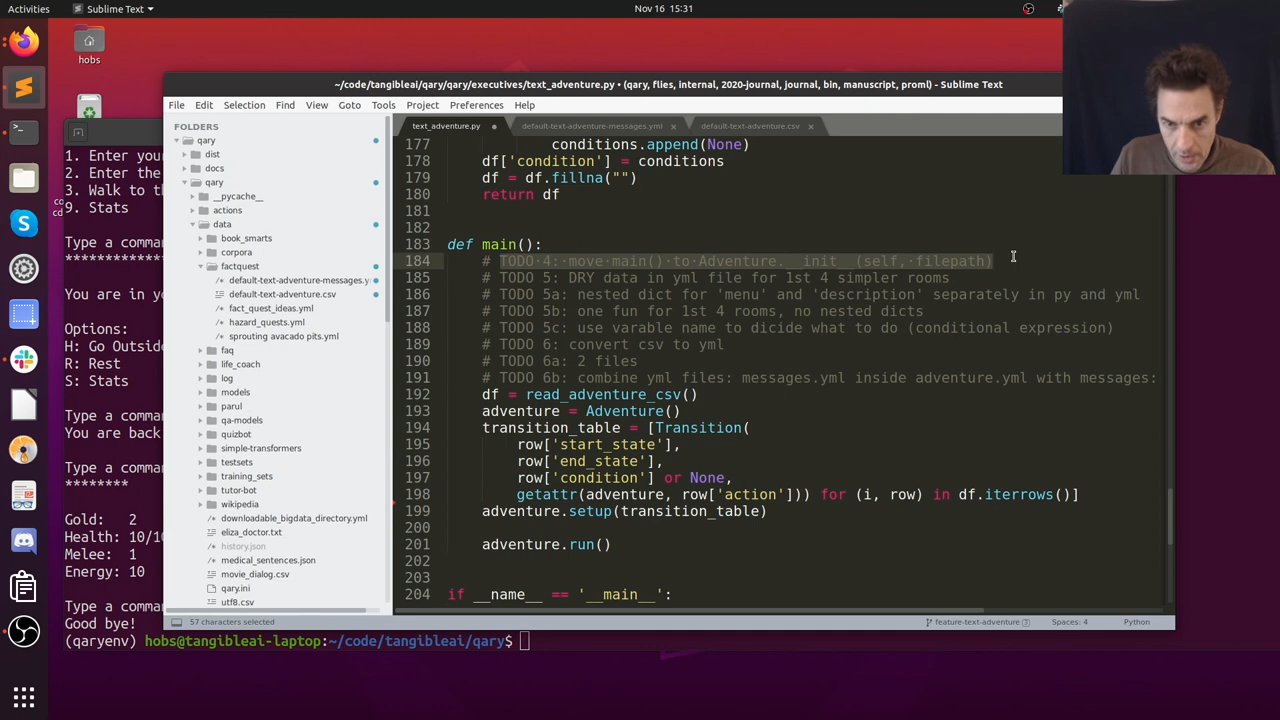 Activities
Sublime Text
Nov 16 15:31
hobs
~/code/tangibleai/qary/qary/executives/text_adventure.py • (qary, flies, internal, 2020-journal, journal, bin, manuscript, proml) - Sublime Text
File Edit Selection Find View Goto Tools Project Preferences Help
FOLDERS
qary
dist
docs
qary
__pycache__
actions
data
book_smarts
corpora
factquest
default-text-adventure-messages.y
default-text-adventure.csv
fact_quest_ideas.yml
hazard_quests.yml
sprouting avacado pits.yml
faq
life_coach
log
models
parul
qa-models
quizbot
simple-transformers
testsets
training_sets
tutor-bot
wikipedia
downloadable_bigdata_directory.yml
eliza_doctor.txt
history.json
medical_sentences.json
movie_dialog.csv
qary.ini
utf8.csv
text_adventure.py
default-text-adventure-messages.yml
default-text-adventure.csv
177 conditions.append(None)
178 df['condition'] = conditions
179 df = df.fillna("")
180 return df
181
182
183 def main():
184 # TODO 4: move main() to Adventure.__init__(self, filepath)
185 # TODO 5: DRY data in yml file for 1st 4 simpler rooms
186 # TODO 5a: nested dict for 'menu' and 'description' separately in py and yml
187 # TODO 5b: one fun for 1st 4 rooms, no nested dicts
188 # TODO 5c: use varable name to dicide what to do (conditional expression)
189 # TODO 6: convert csv to yml
190 # TODO 6a: 2 files
191 # TODO 6b: combine yml files: messages.yml inside adventure.yml with messages:
192 df = read_adventure_csv()
193 adventure = Adventure()
194 transition_table = [Transition(
195 row['start_state'],
196 row['end_state'],
197 row['condition'] or None,
198 getattr(adventure, row['action'])) for (i, row) in df.iterrows()]
199 adventure.setup(transition_table)
200
201 adventure.run()
202
203
204 if __name__ == '__main__':
57 characters selected
feature-text-adventure
Spaces: 4
Python
1. Enter your
2. Enter the
3. Walk to th
9. Stats
Type a comman
You are in y
Options:
H: Go Outside
R: Rest
S: Stats
Type a comman
You are back
Type a comman
********
Gold: 2
Health: 10/10
Melee: 1
Energy: 10
Type a comman
Good bye!
(qaryenv) hobs@tangibleai-laptop:~/code/tangibleai/qary$